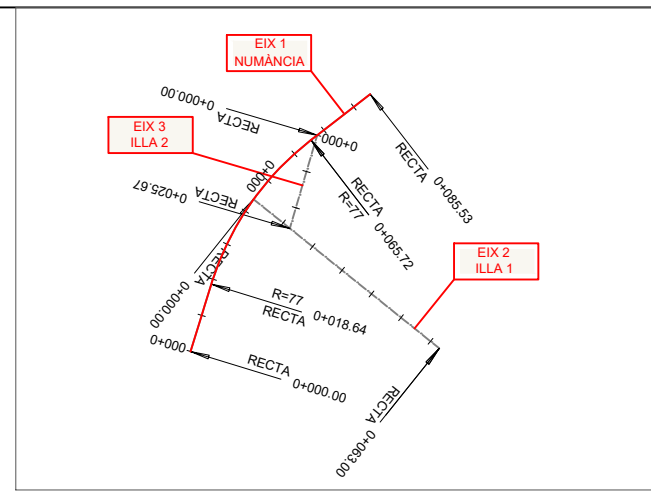 EIX 1
NUMÀNCIA
0+000.00
RECTA
EIX 3
ILLA 2
0+000
RECTA
0+085.53
0+000
RECTA
R=77
0+065.72
0+025.67
RECTA
EIX 2
ILLA 1
RECTA
0+000.00
R=77
RECTA
0+018.64
0+000
RECTA
0+000.00
RECTA
0+063.00